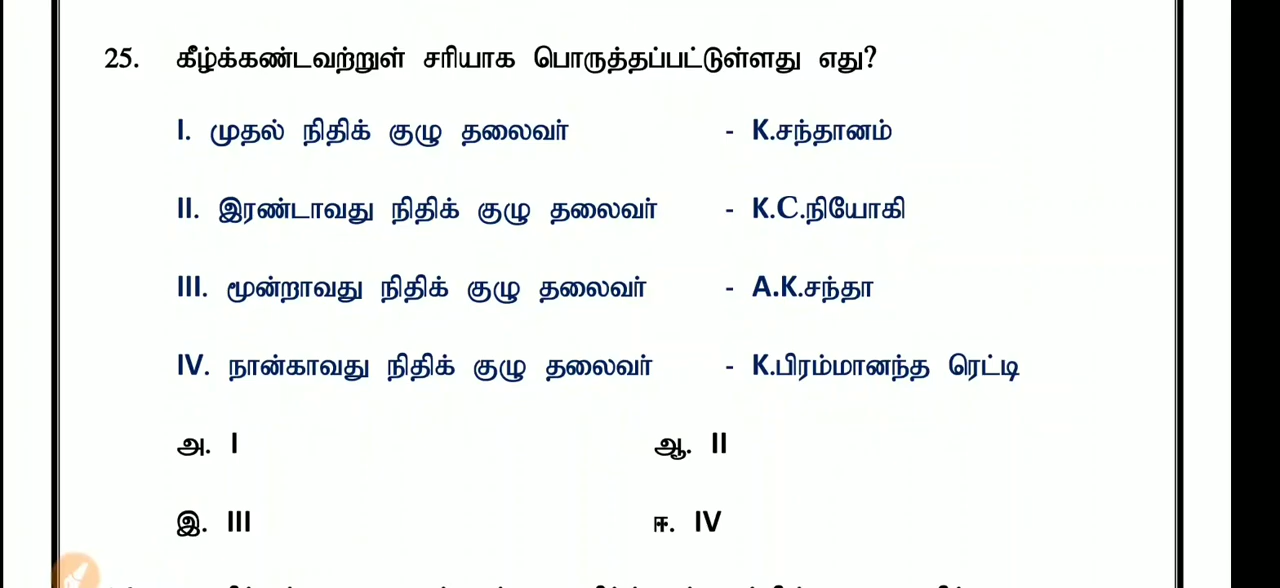 25. கீழ்க்கண்டவற்றுள் சரியாக பொருத்தப்பட்டுள்ளது எது?
I. முதல் நிதிக் குழு தலைவர் - K.சந்தானம்
II. இரண்டாவது நிதிக் குழு தலைவர் - K.C.நியோகி
III. மூன்றாவது நிதிக் குழு தலைவர் - A.K.சந்தா
IV. நான்காவது நிதிக் குழு தலைவர் - K.பிரம்மானந்த ரெட்டி
அ. I ஆ. II
இ. III ஈ. IV